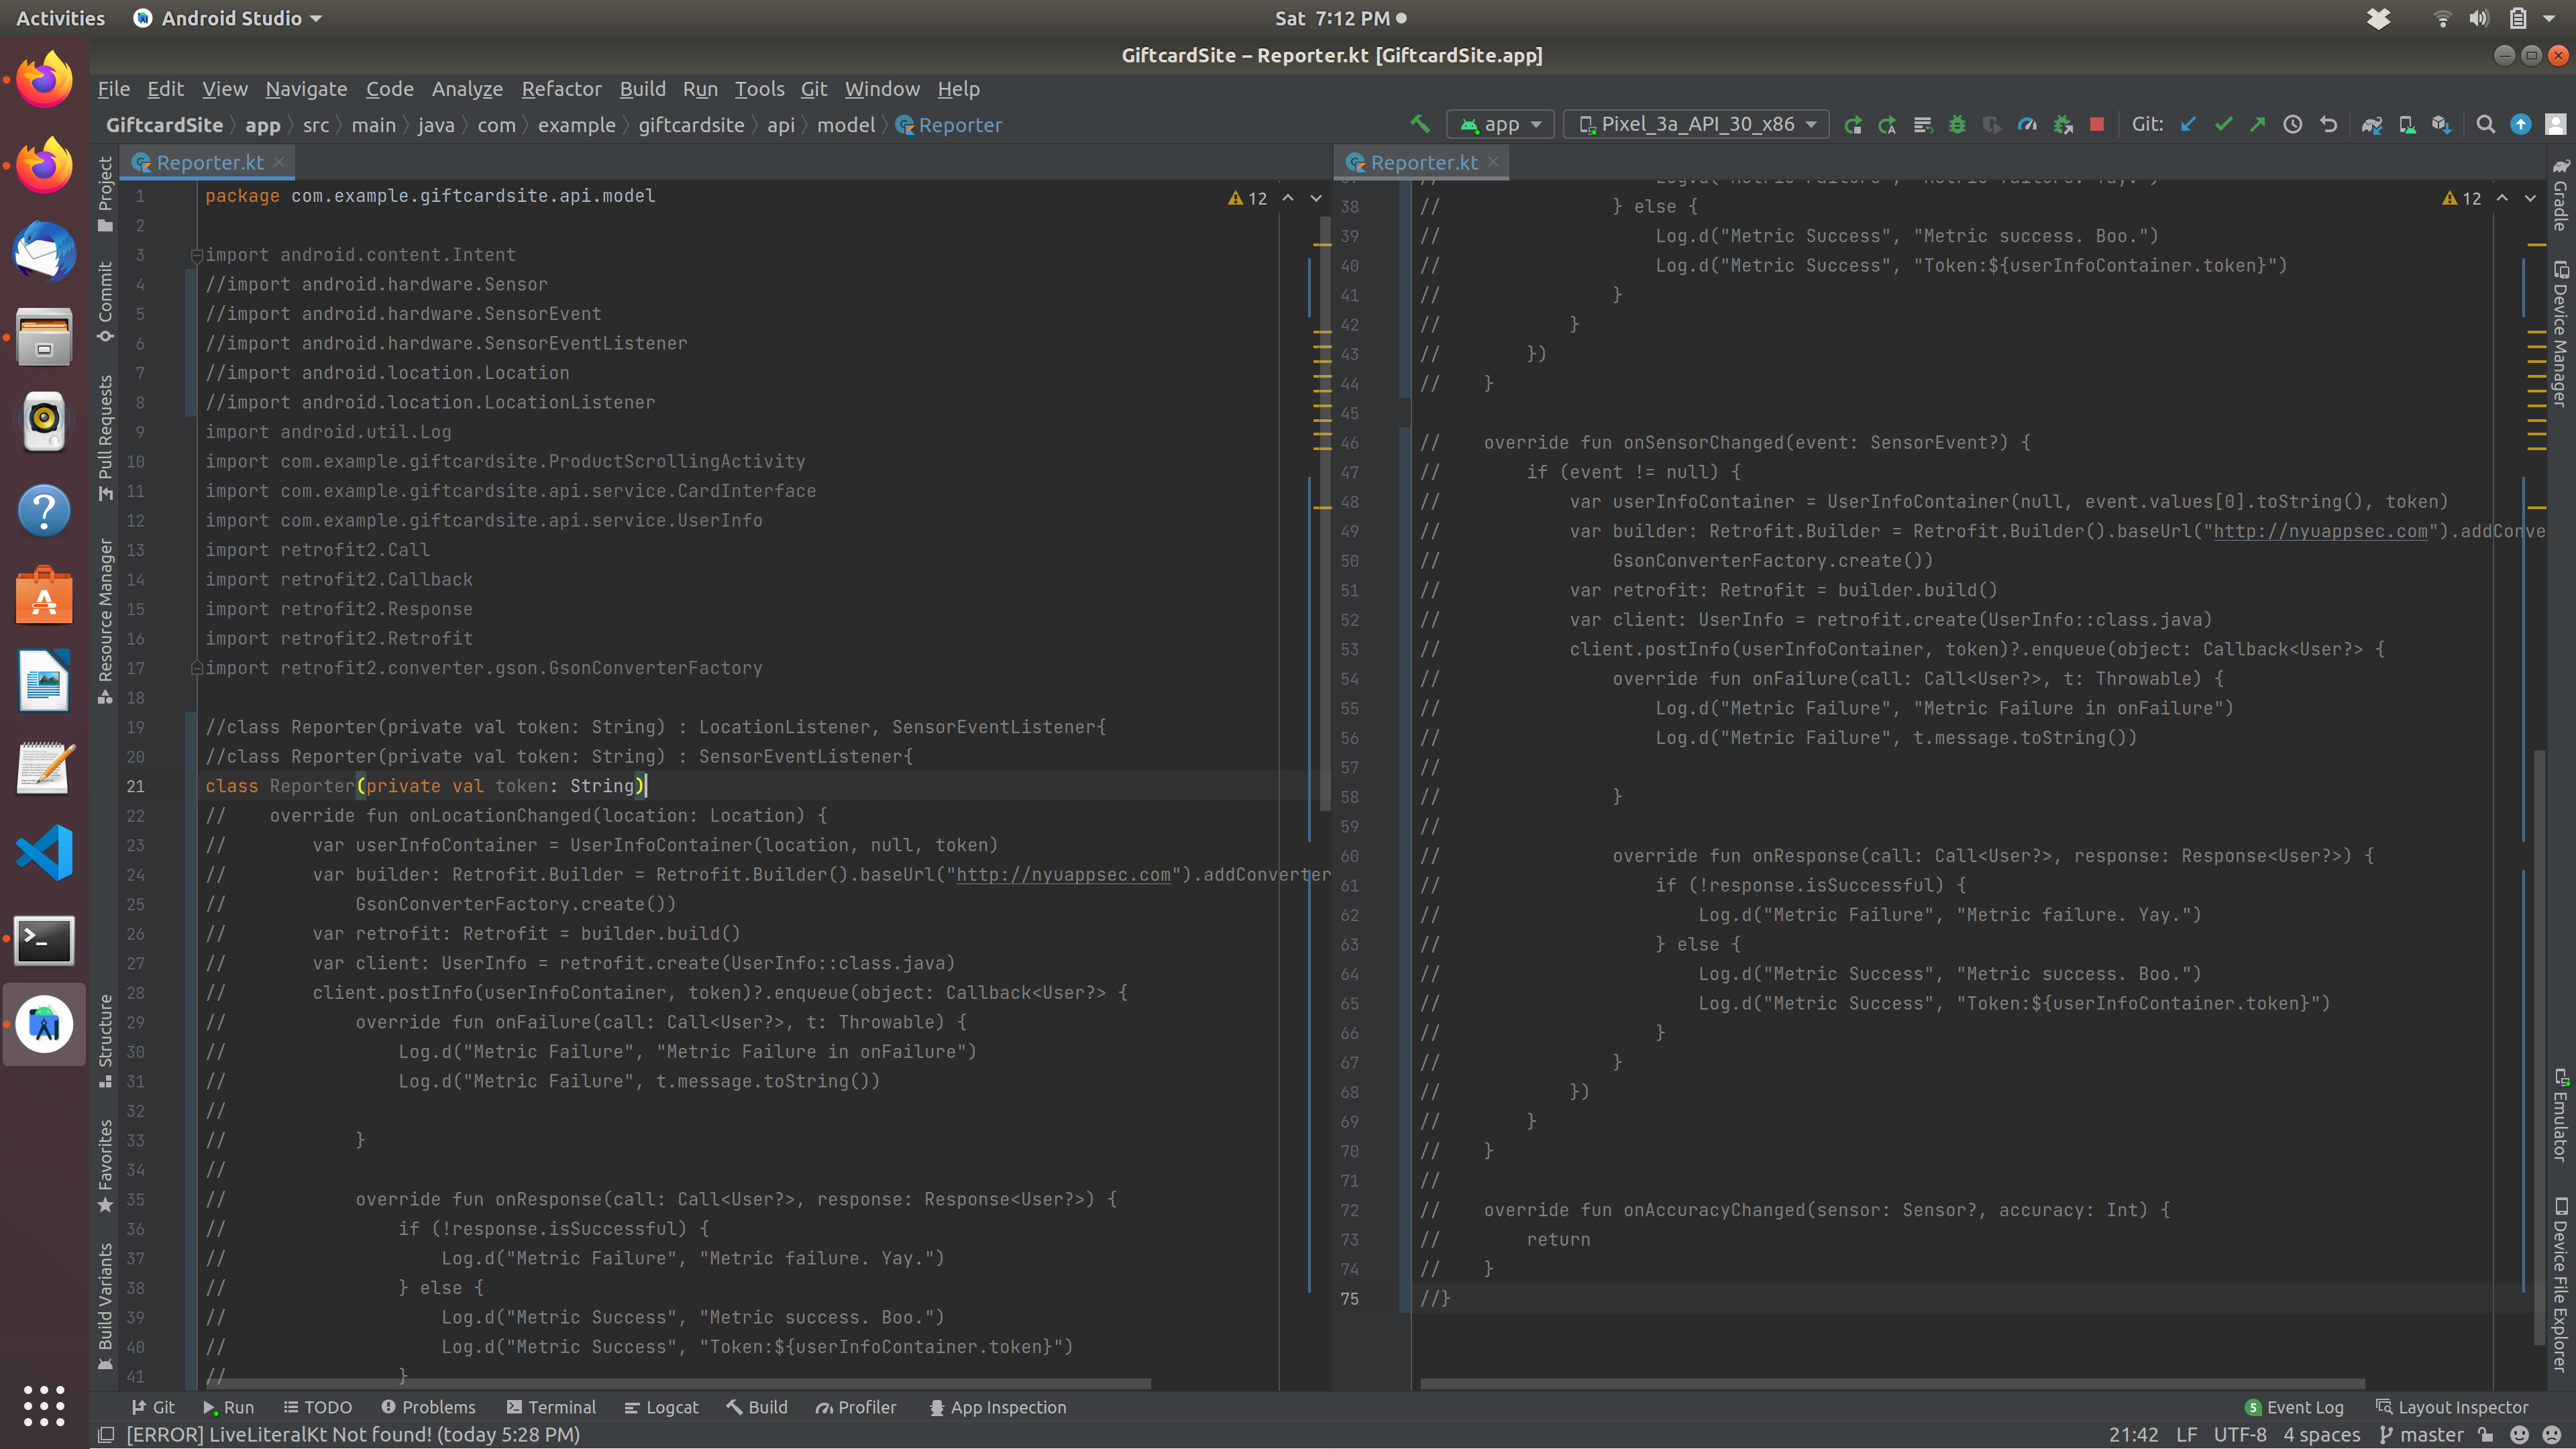 Activities Android Studio Sat 7:12 PM
GiftcardSite – Reporter.kt [GiftcardSite.app]
File Edit View Navigate Code Analyze Refactor Build Run Tools Git Window Help
GiftcardSite app src main java com example giftcardsite api model Reporter app Pixel_3a_API_30_x86 Git:
Project
Commit
Pull Requests
Resource Manager
Structure
Favorites
Build Variants
Reporter.kt
12
1 package com.example.giftcardsite.api.model
2
3 import android.content.Intent
4 //import android.hardware.Sensor
5 //import android.hardware.SensorEvent
6 //import android.hardware.SensorEventListener
7 //import android.location.Location
8 //import android.location.LocationListener
9 import android.util.Log
10 import com.example.giftcardsite.ProductScrollingActivity
11 import com.example.giftcardsite.api.service.CardInterface
12 import com.example.giftcardsite.api.service.UserInfo
13 import retrofit2.Call
14 import retrofit2.Callback
15 import retrofit2.Response
16 import retrofit2.Retrofit
17 import retrofit2.converter.gson.GsonConverterFactory
18
19 //class Reporter(private val token: String) : LocationListener, SensorEventListener{
20 //class Reporter(private val token: String) : SensorEventListener{
21 class Reporter(private val token: String)
22 //    override fun onLocationChanged(location: Location) {
23 //        var userInfoContainer = UserInfoContainer(location, null, token)
24 //        var builder: Retrofit.Builder = Retrofit.Builder().baseUrl("http://nyuappsec.com").addConverter
25 //            GsonConverterFactory.create())
26 //        var retrofit: Retrofit = builder.build()
27 //        var client: UserInfo = retrofit.create(UserInfo::class.java)
28 //        client.postInfo(userInfoContainer, token)?.enqueue(object: Callback<User?> {
29 //            override fun onFailure(call: Call<User?>, t: Throwable) {
30 //                Log.d("Metric Failure", "Metric Failure in onFailure")
31 //                Log.d("Metric Failure", t.message.toString())
32 //
33 //            }
34 //
35 //            override fun onResponse(call: Call<User?>, response: Response<User?>) {
36 //                if (!response.isSuccessful) {
37 //                    Log.d("Metric Failure", "Metric failure. Yay.")
38 //                } else {
39 //                    Log.d("Metric Success", "Metric success. Boo.")
40 //                    Log.d("Metric Success", "Token:${userInfoContainer.token}")
41 //                }
Reporter.kt
12
37 //                    Log.d("Metric Failure", "Metric failure. Yay.")
38 //                } else {
39 //                    Log.d("Metric Success", "Metric success. Boo.")
40 //                    Log.d("Metric Success", "Token:${userInfoContainer.token}")
41 //                }
42 //            }
43 //        })
44 //    }
45
46 //    override fun onSensorChanged(event: SensorEvent?) {
47 //        if (event != null) {
48 //            var userInfoContainer = UserInfoContainer(null, event.values[0].toString(), token)
49 //            var builder: Retrofit.Builder = Retrofit.Builder().baseUrl("http://nyuappsec.com").addConve
50 //                GsonConverterFactory.create())
51 //            var retrofit: Retrofit = builder.build()
52 //            var client: UserInfo = retrofit.create(UserInfo::class.java)
53 //            client.postInfo(userInfoContainer, token)?.enqueue(object: Callback<User?> {
54 //                override fun onFailure(call: Call<User?>, t: Throwable) {
55 //                    Log.d("Metric Failure", "Metric Failure in onFailure")
56 //                    Log.d("Metric Failure", t.message.toString())
57 //
58 //                }
59 //
60 //                override fun onResponse(call: Call<User?>, response: Response<User?>) {
61 //                    if (!response.isSuccessful) {
62 //                        Log.d("Metric Failure", "Metric failure. Yay.")
63 //                    } else {
64 //                        Log.d("Metric Success", "Metric success. Boo.")
65 //                        Log.d("Metric Success", "Token:${userInfoContainer.token}")
66 //                    }
67 //                }
68 //            })
69 //        }
70 //    }
71 //
72 //    override fun onAccuracyChanged(sensor: Sensor?, accuracy: Int) {
73 //        return
74 //    }
75 //}
Gradle
Device Manager
Emulator
Device File Explorer
Git Run TODO Problems Terminal Logcat Build Profiler App Inspection 5 Event Log Layout Inspector
[ERROR] LiveLiteralKt Not found! (today 5:28 PM) 21:42 LF UTF-8 4 spaces master